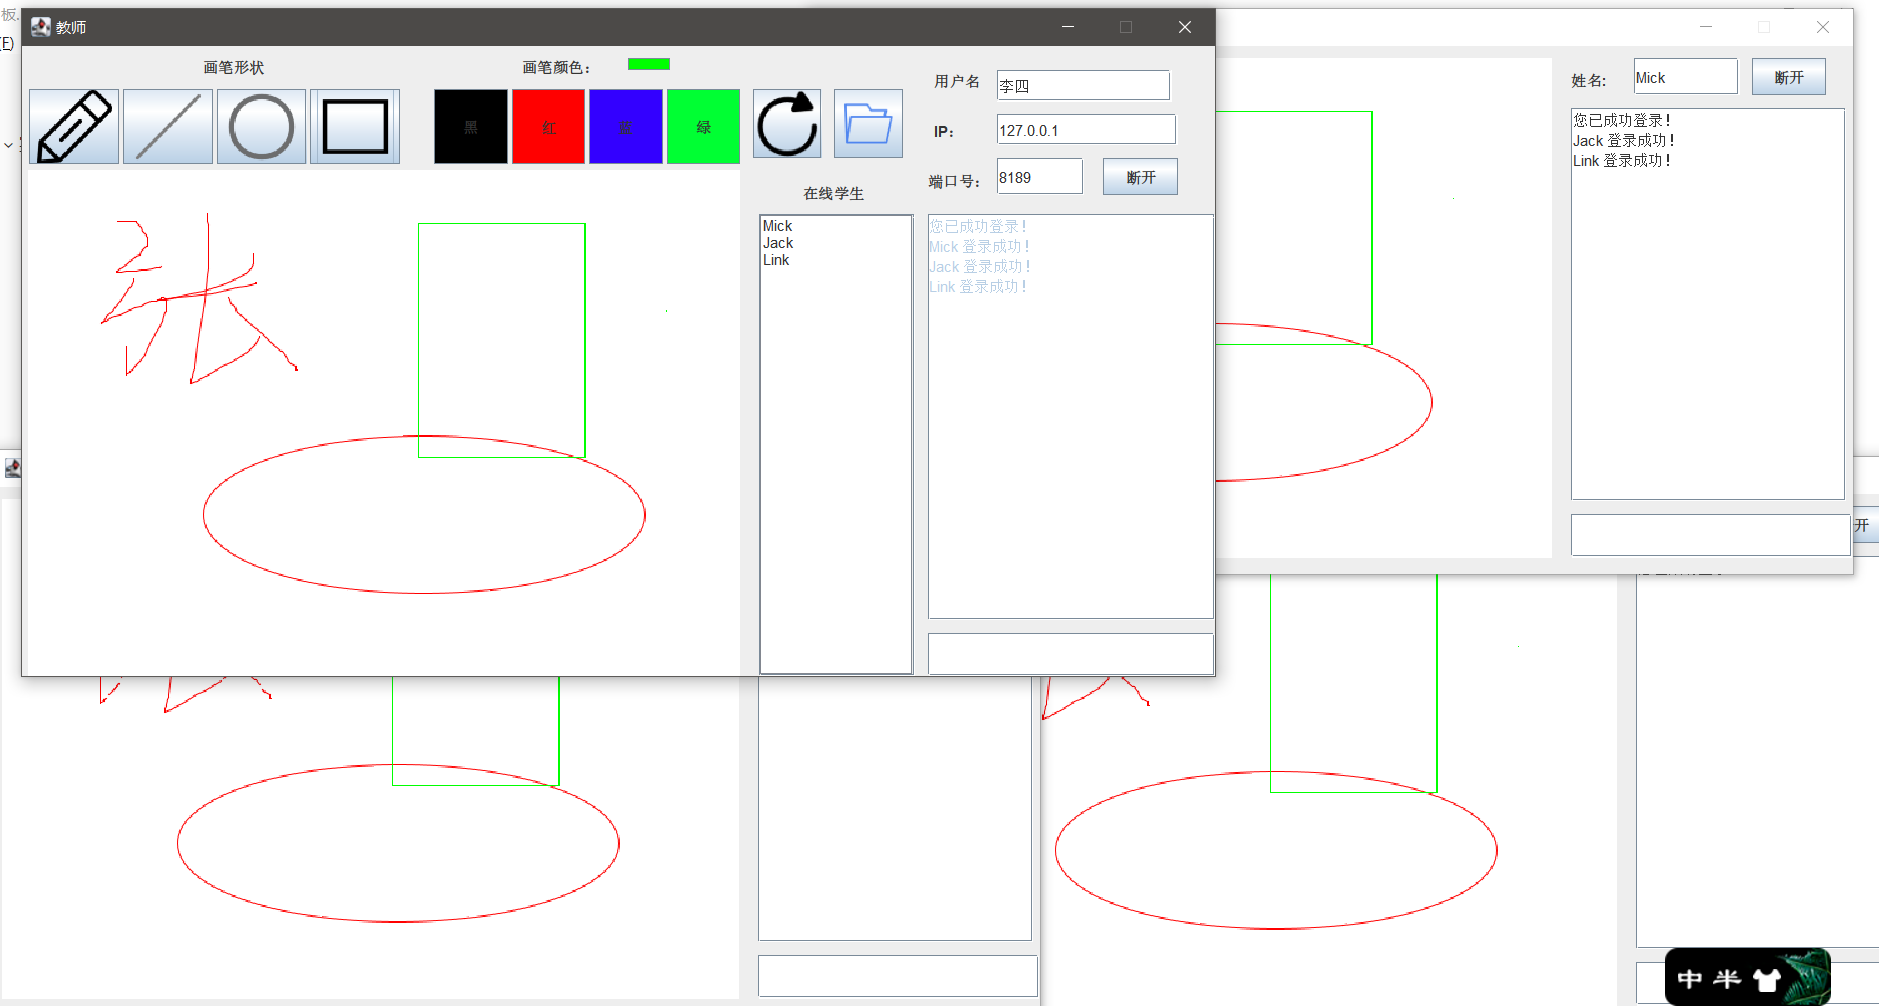 板.
(F)
教师
画笔形状
画笔颜色：
黑
红
蓝
绿
用户名
李四
IP：
127.0.0.1
端口号：
8189
断开
在线学生
Mick
Jack
Link
您已成功登录！
Mick 登录成功！
Jack 登录成功！
Link 登录成功！
张
姓名:
Mick
断开
您已成功登录！
Jack 登录成功！
Link 登录成功！
开
中 半